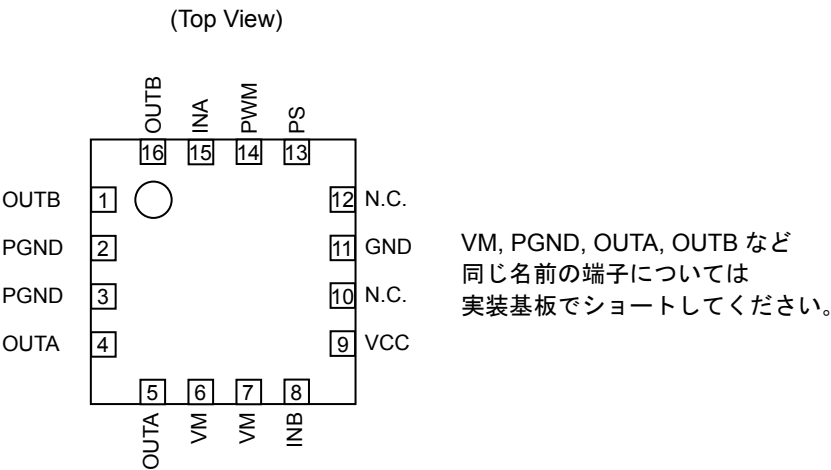 (Top View)
OUTB
INA
PWM
PS
16
15
14
13
OUTB 1
12 N.C.
PGND 2
11 GND
PGND 3
10 N.C.
OUTA 4
9 VCC
5
6
7
8
OUTA
VM
VM
INB
VM, PGND, OUTA, OUTB など
同じ名前の端子については
実装基板でショートしてください。